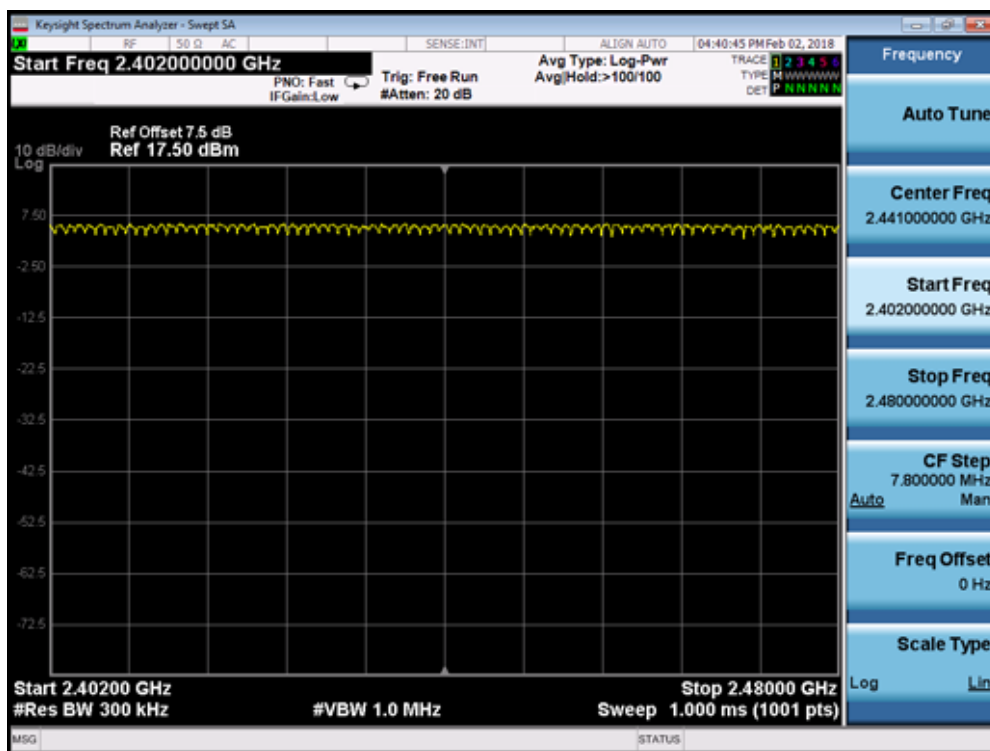 Keysight Spectrum Analyzer - Swept SA
RF 50 Ω AC SENSE:INT ALIGN AUTO 04:40:45 PM Feb 02, 2018
Start Freq 2.402000000 GHz
PNO: Fast
IFGain:Low
Trig: Free Run
#Atten: 20 dB
Avg Type: Log-Pwr
Avg|Hold:>100/100
TRACE 1 2 3 4 5 6
TYPE M WWWWW
DET P N N N N N
Ref Offset 7.5 dB
10 dB/div Ref 17.50 dBm
Log
7.50
-2.50
-12.5
-22.5
-32.5
-42.5
-52.5
-62.5
-72.5
Start 2.40200 GHz Stop 2.48000 GHz
#Res BW 300 kHz #VBW 1.0 MHz Sweep 1.000 ms (1001 pts)
MSG STATUS
Frequency
Auto Tune
Center Freq
2.441000000 GHz
Start Freq
2.402000000 GHz
Stop Freq
2.480000000 GHz
CF Step
7.800000 MHz
Auto Man
Freq Offset
0 Hz
Scale Type
Log Lin